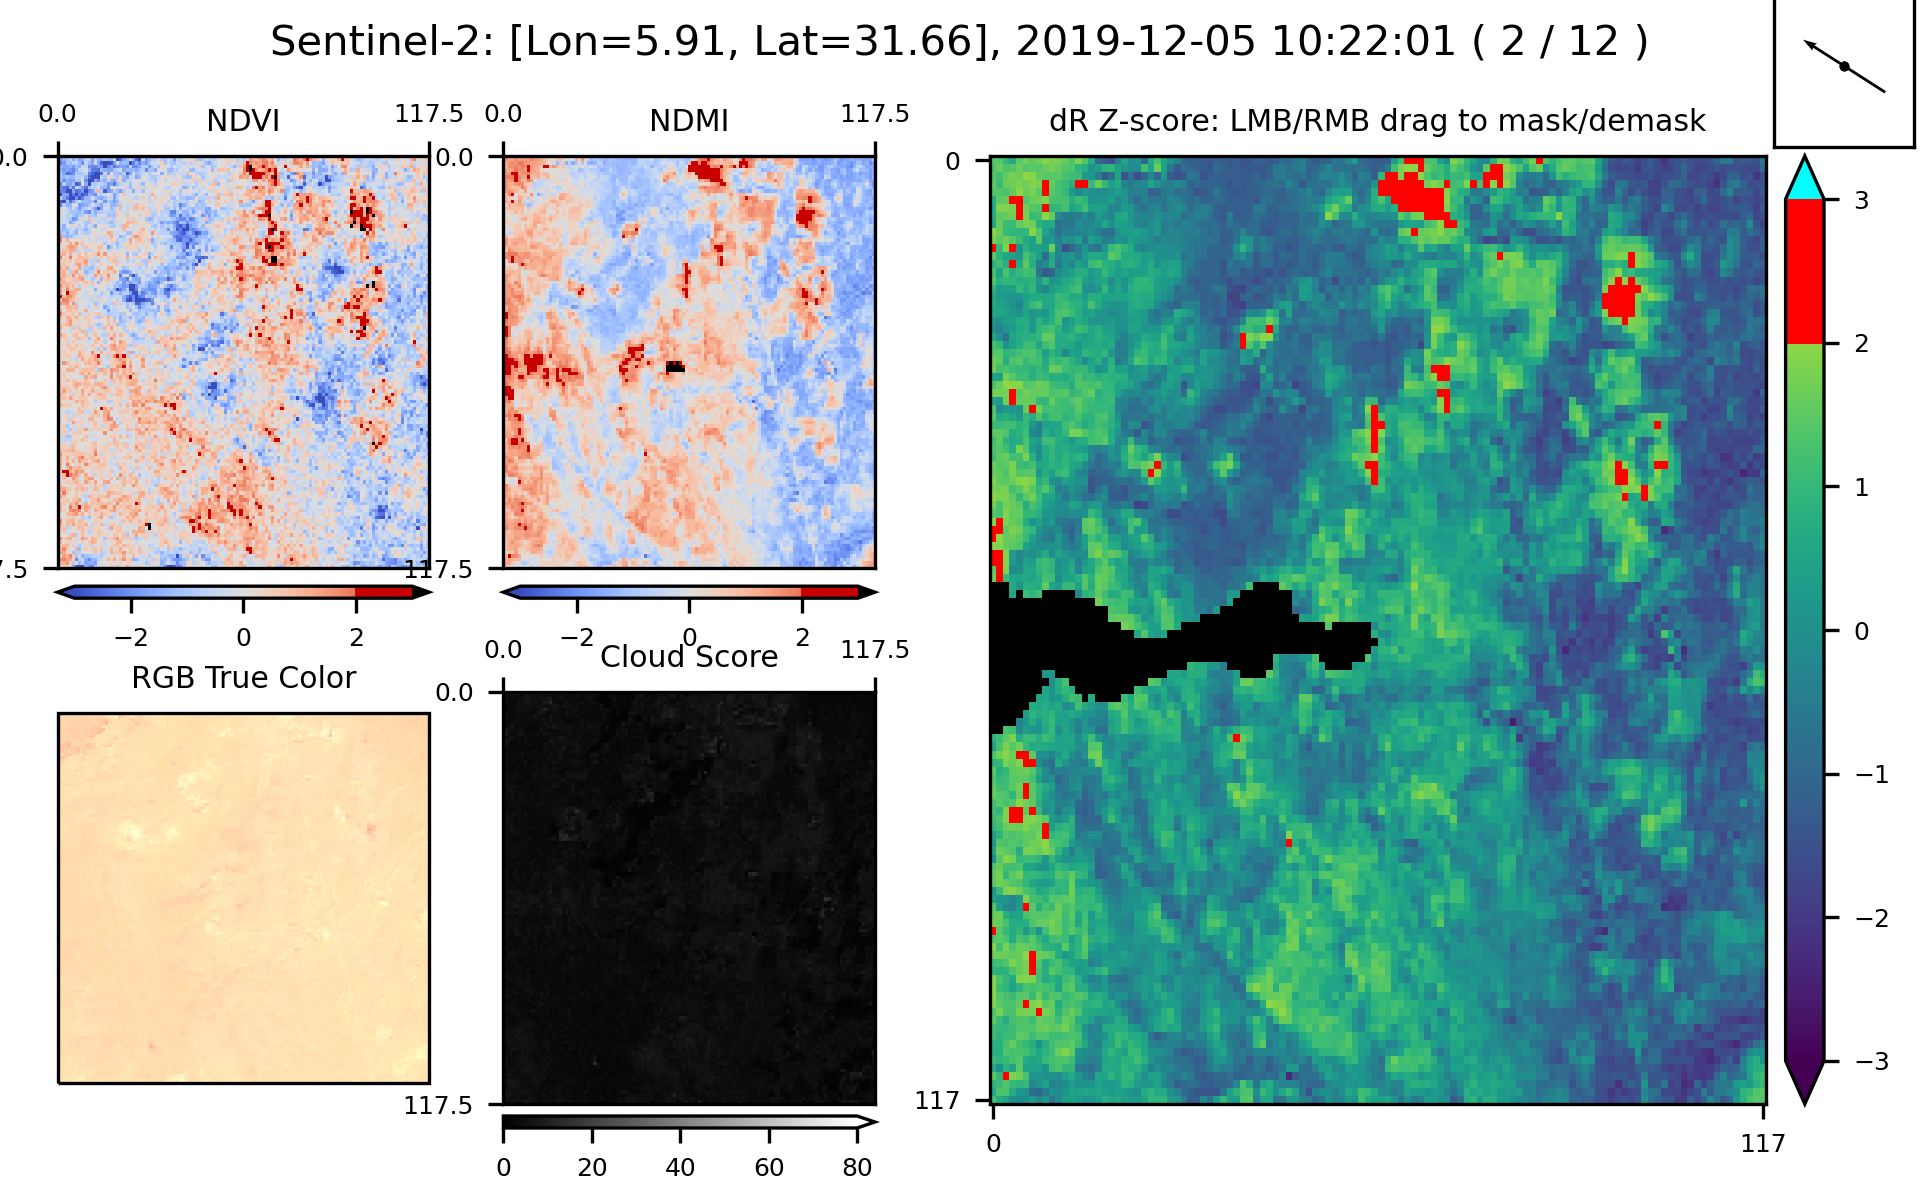 Sentinel-2: [Lon=5.91, Lat=31.66], 2019-12-05 10:22:01 ( 2 / 12 )
0.0 NDVI 117.5
0.0 NDMI 117.5
dR Z-score: LMB/RMB drag to mask/demask
0.0
0.0
0
3
2
1
0
−1
−2
−3
7.5
117.5
−2 0 2
−2 0 2
RGB True Color
0.0 Cloud Score 117.5
0.0
117.5
0 20 40 60 80
117
0 117